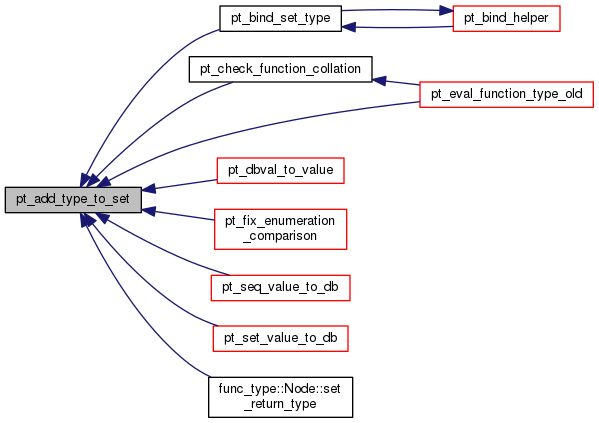 pt_bind_set_type
pt_bind_helper
pt_check_function_collation
pt_eval_function_type_old
pt_dbval_to_value
pt_add_type_to_set
pt_fix_enumeration
_comparison
pt_seq_value_to_db
pt_set_value_to_db
func_type::Node::set
_return_type